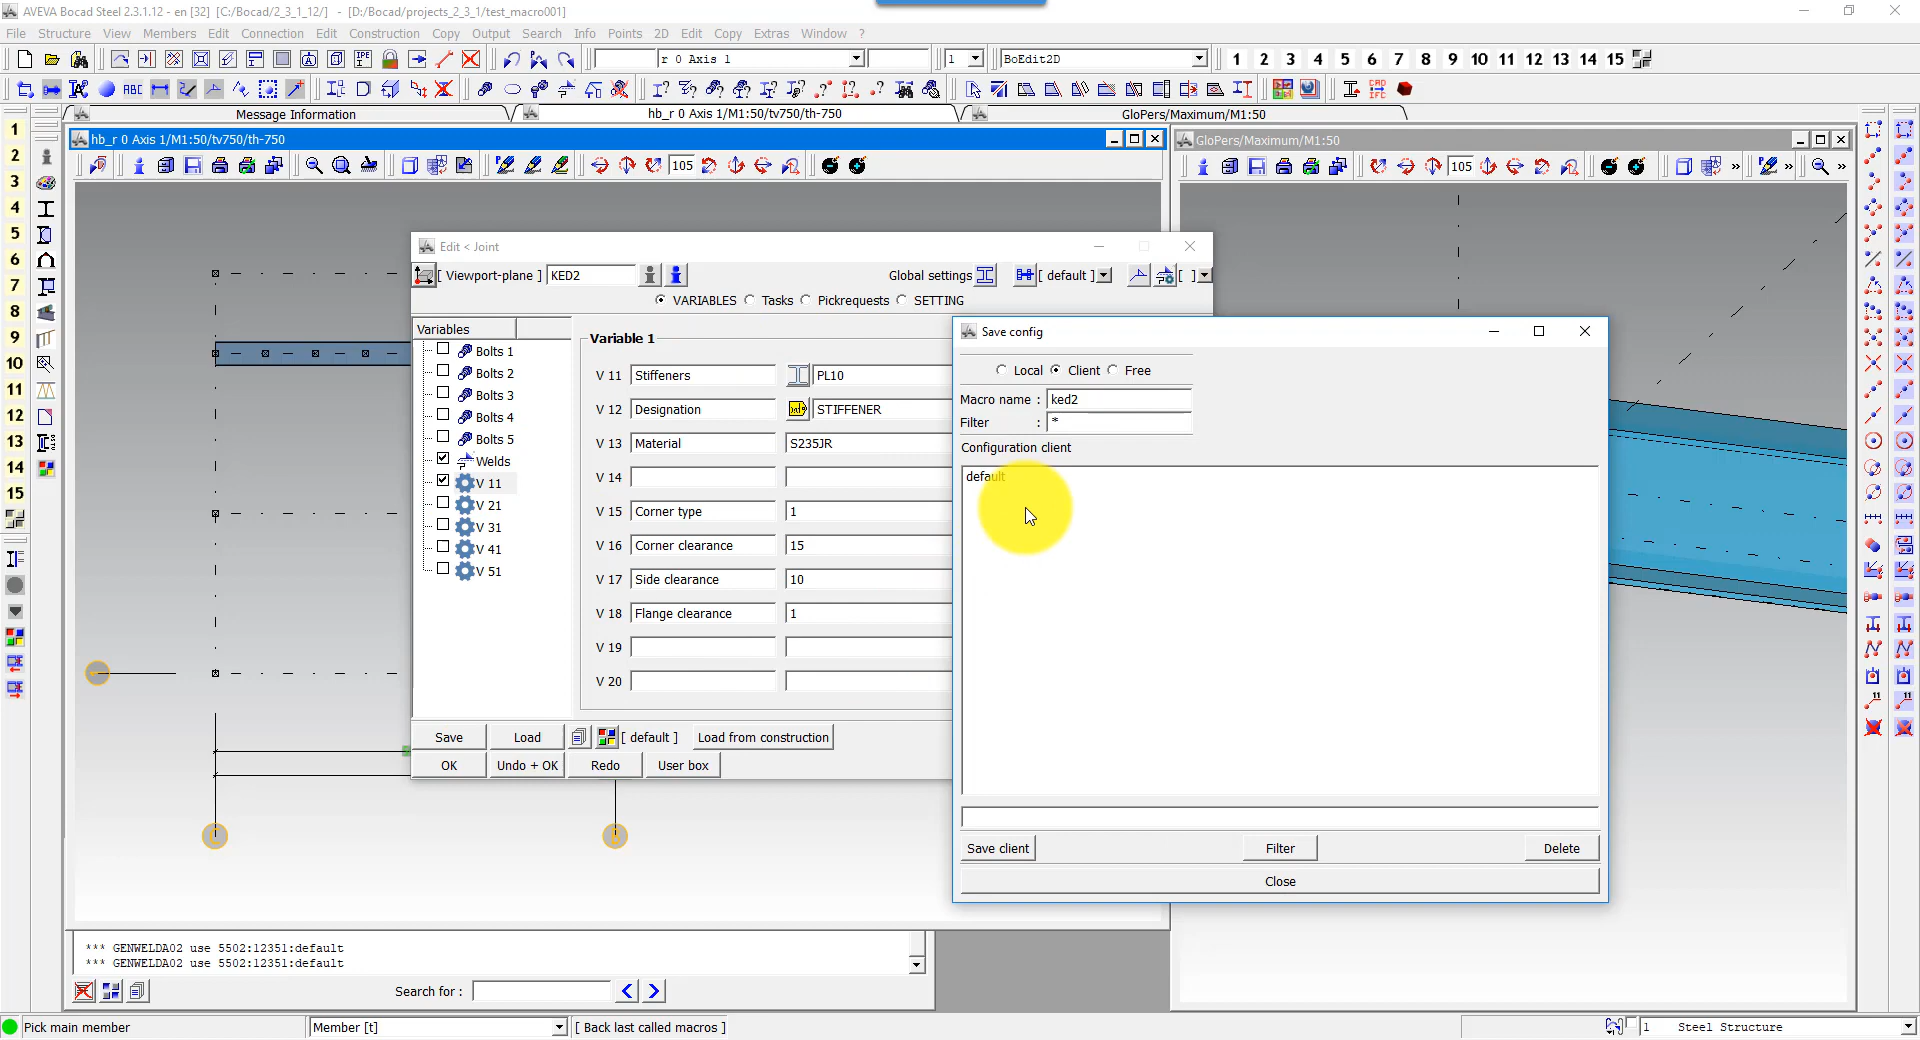 AVEVA Bocad Steel 2.3.1.12 - en [32] [C:/Bocad/2_3_1_12/] - [D:/Bocad/projects_2_3_1/test_macro001]
File Structure View Members Edit Connection Edit Construction Copy Output Search Info Points 2D Edit Copy Extras Window ?
r 0 Axis 1 1 BoEdit2D 1 2 3 4 5 6 7 8 9 10 11 12 13 14 15
Message Information hb_r 0 Axis 1/M1:50/tv750/th-750 GloPers/Maximum/M1:50
hb_r 0 Axis 1/M1:50/tv750/th-750
GloPers/Maximum/M1:50
105
105
1
2
3
4
5
6
7
8
9
10
11
12
13
14
15
Edit < Joint
[ Viewport-plane ] KED2 Global settings [ default ] [ ]
VARIABLES Tasks Pickrequests SETTING
Variables
Bolts 1
Bolts 2
Bolts 3
Bolts 4
Bolts 5
Welds
V 11
V 21
V 31
V 41
V 51
Variable 1
V 11 Stiffeners PL10
V 12 Designation STIFFENER
V 13 Material S235JR
V 14
V 15 Corner type 1
V 16 Corner clearance 15
V 17 Side clearance 10
V 18 Flange clearance 1
V 19
V 20
Save Load [ default ] Load from construction
OK Undo + OK Redo User box
Save config
Local Client Free
Macro name : ked2
Filter : *
Configuration client
default
Save client Filter Delete
Close
*** GENWELDA02 use 5502:12351:default
*** GENWELDA02 use 5502:12351:default
Search for :
Pick main member Member [t] [ Back last called macros ] 1 Steel Structure